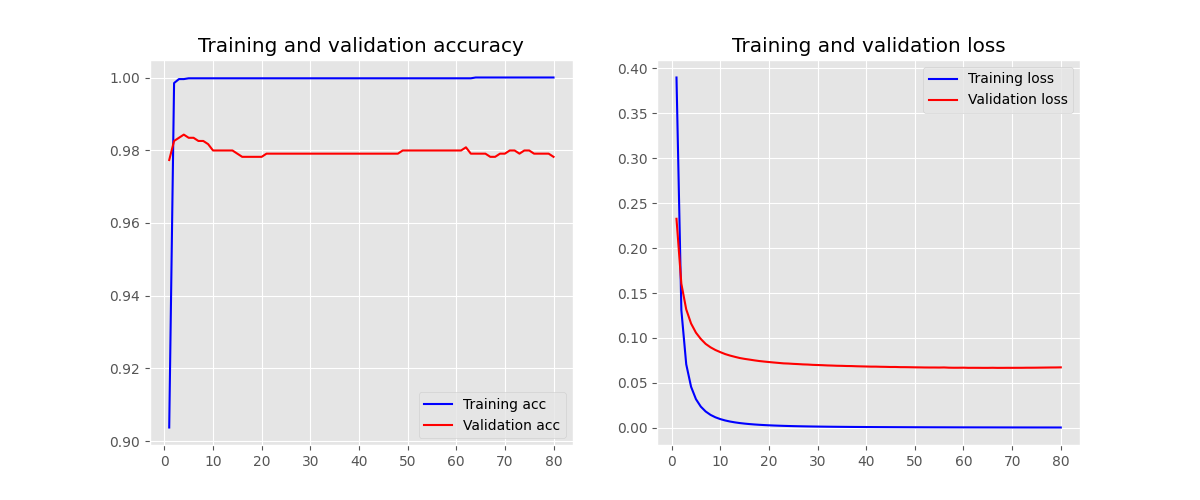 Training and validation accuracy
1.00
0.98
0.96
0.94
0.92
0.90
Training acc
Validation acc
0 10 20 30 40 50 60 70 80
Training and validation loss
0.40
0.35
0.30
0.25
0.20
0.15
0.10
0.05
0.00
Training loss
Validation loss
0 10 20 30 40 50 60 70 80